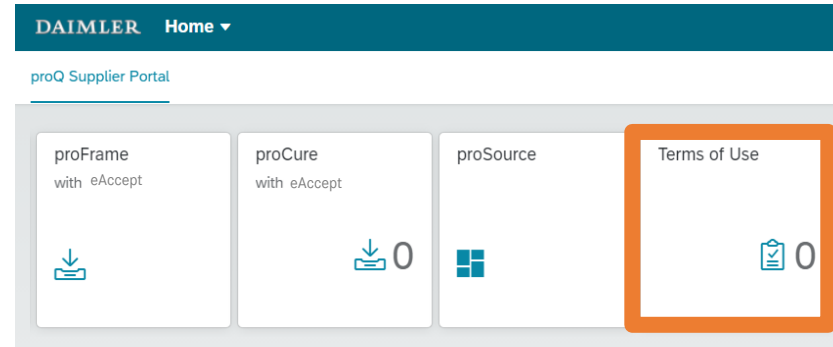 DAIMLER Home
proQ Supplier Portal
proFrame
with eAccept
proCure
with eAccept
0
proSource
Terms of Use
0